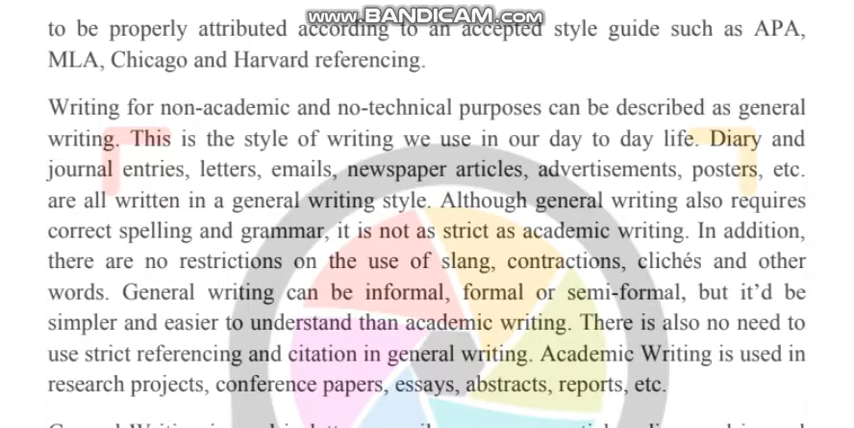 www.BANDICAM.com
to be properly attributed according to an accepted style guide such as APA,
MLA, Chicago and Harvard referencing.
Writing for non-academic and no-technical purposes can be described as general
writing. This is the style of writing we use in our day to day life. Diary and
journal entries, letters, emails, newspaper articles, advertisements, posters, etc.
are all written in a general writing style. Although general writing also requires
correct spelling and grammar, it is not as strict as academic writing. In addition,
there are no restrictions on the use of slang, contractions, clichés and other
words. General writing can be informal, formal or semi-formal, but it’d be
simpler and easier to understand than academic writing. There is also no need to
use strict referencing and citation in general writing. Academic Writing is used in
research projects, conference papers, essays, abstracts, reports, etc.